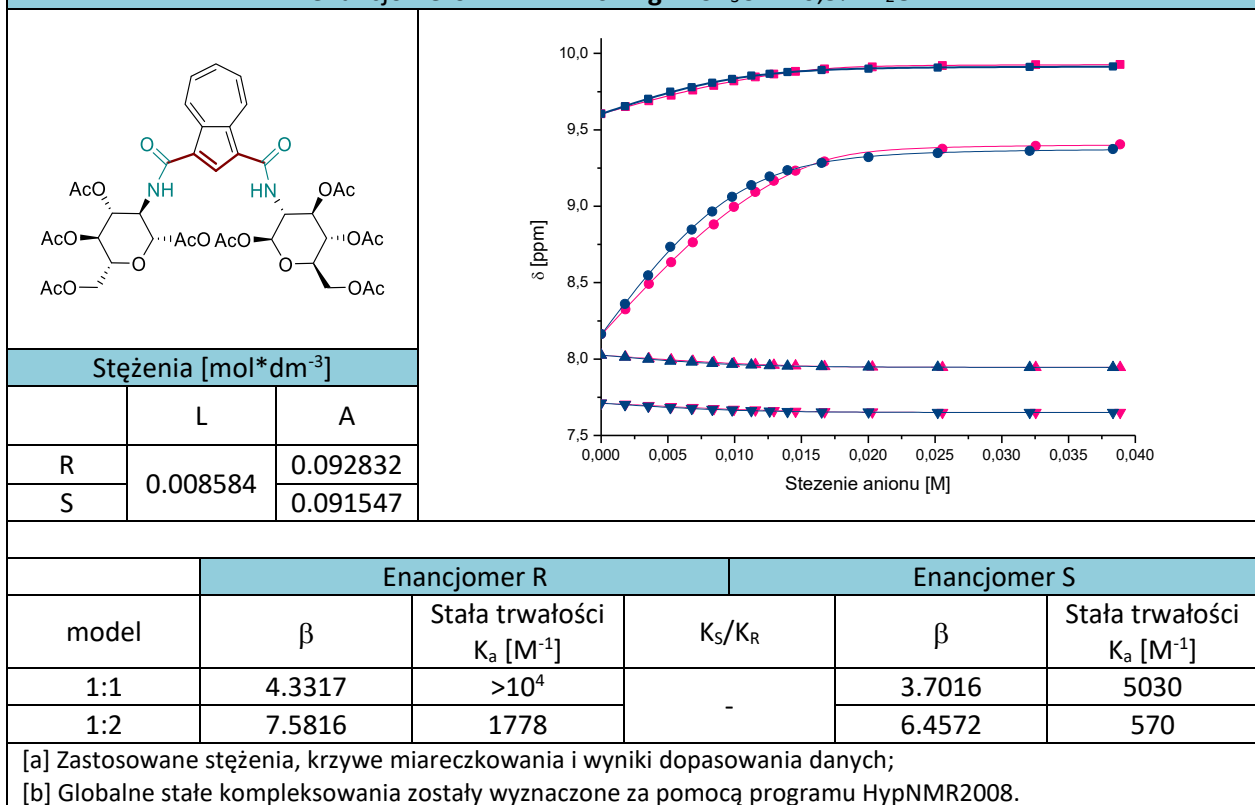 O
O
NH
HN
AcO
OAc
AcO
AcO
AcO
OAc
O
O
AcO
OAc
Stężenia [mol*dm-3]
L
A
R
0.008584
0.092832
S
0.091547
10,0
9,5
9,0
8,5
8,0
7,5
δ [ppm]
0,000 0,005 0,010 0,015 0,020 0,025 0,030 0,035 0,040
Stezenie anionu [M]
Enancjomer R
Enancjomer S
model
β
Stała trwałości
Ka [M-1]
KS/KR
β
Stała trwałości
Ka [M-1]
1:1
4.3317
>104
-
3.7016
5030
1:2
7.5816
1778
6.4572
570
[a] Zastosowane stężenia, krzywe miareczkowania i wyniki dopasowania danych;
[b] Globalne stałe kompleksowania zostały wyznaczone za pomocą programu HypNMR2008.